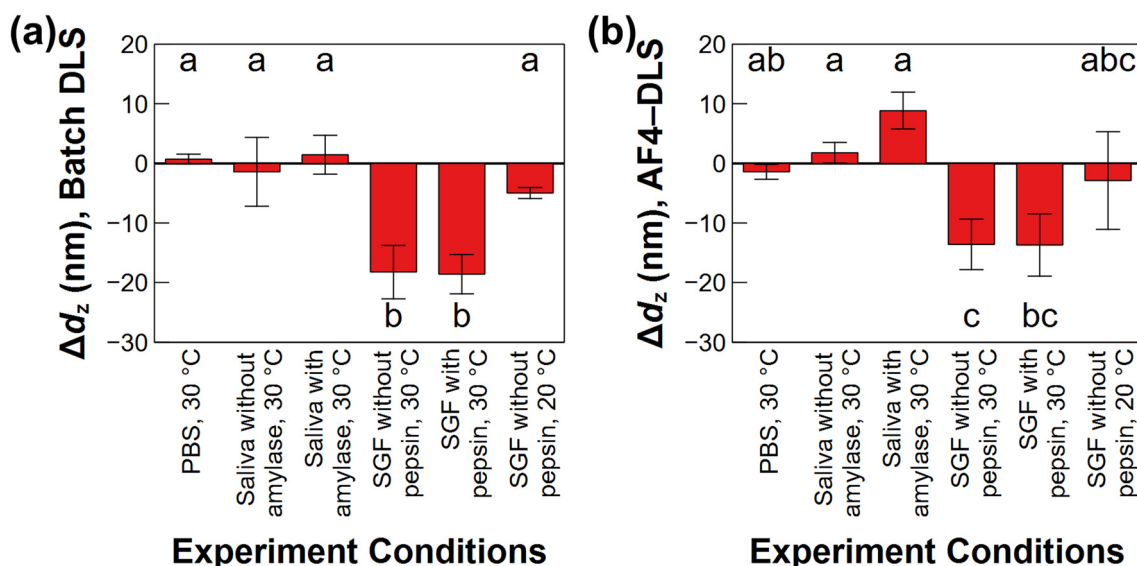 (a)
Δdz (nm), Batch DLS
20
10
0
−10
−20
−30
a
a
a
b
b
a
PBS, 30 °C
Saliva without
amylase, 30 °C
Saliva with
amylase, 30 °C
SGF without
pepsin, 30 °C
SGF with
pepsin, 30 °C
SGF without
pepsin, 20 °C
Experiment Conditions
(b)
Δdz (nm), AF4–DLS
20
10
0
−10
−20
−30
ab
a
a
c
bc
abc
PBS, 30 °C
Saliva without
amylase, 30 °C
Saliva with
amylase, 30 °C
SGF without
pepsin, 30 °C
SGF with
pepsin, 30 °C
SGF without
pepsin, 20 °C
Experiment Conditions